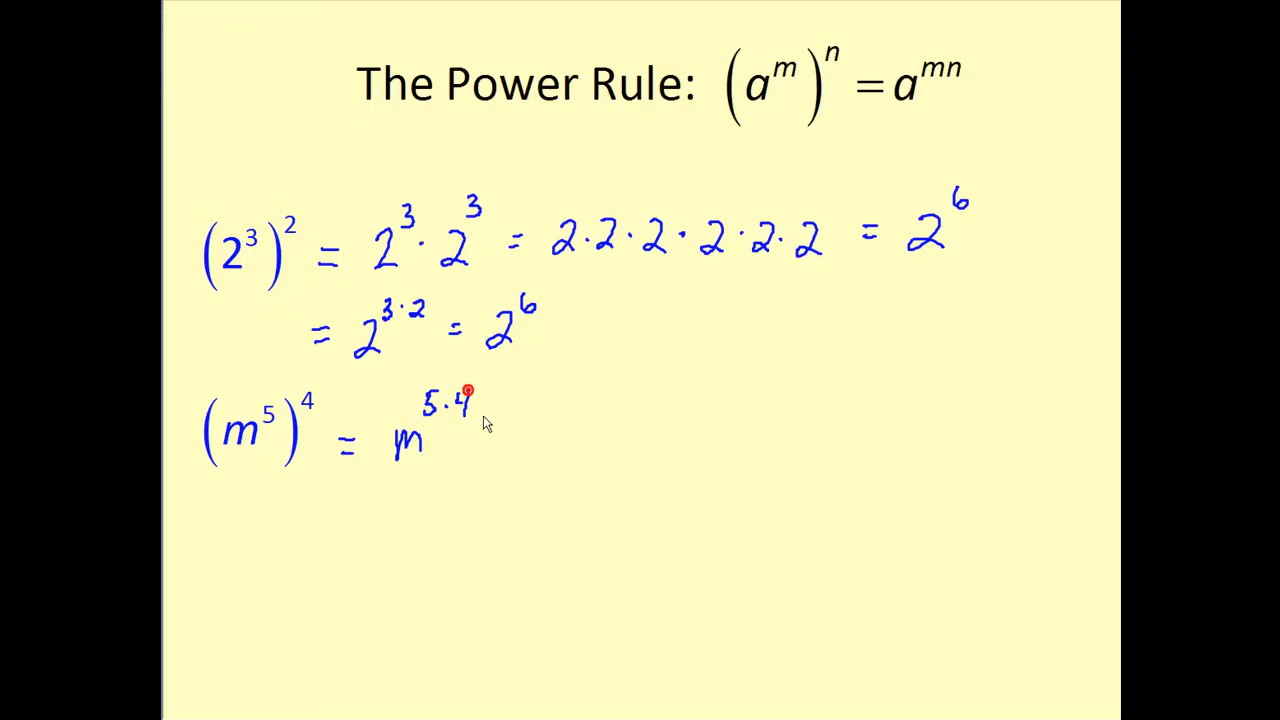 The Power Rule: (a^m)^n = a^{mn}
(2^3)^2 = 2^3 · 2^3 = 2 · 2 · 2 · 2 · 2 · 2 = 2^6
= 2^{3·2} = 2^6
(m^5)^4 = m^{5·4}